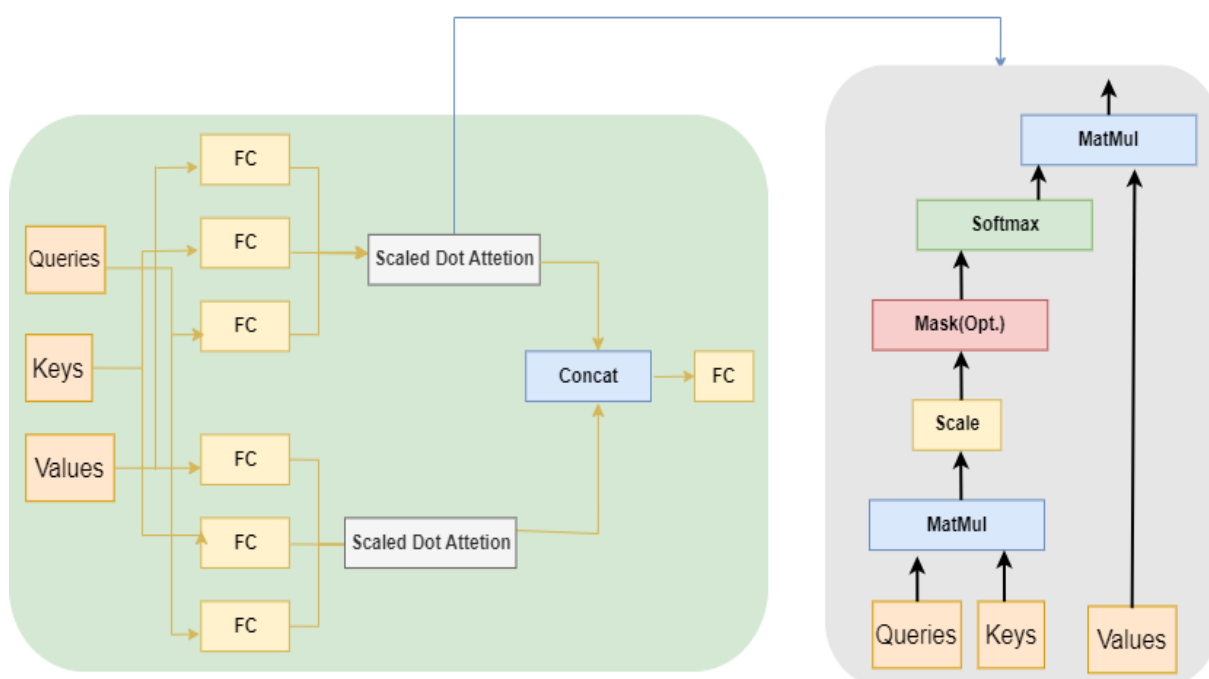 FC
FC
Queries
Scaled Dot Attetion
FC
Keys
Concat
FC
Values
FC
FC
Scaled Dot Attetion
FC
MatMul
Softmax
Mask(Opt.)
Scale
MatMul
Queries
Keys
Values